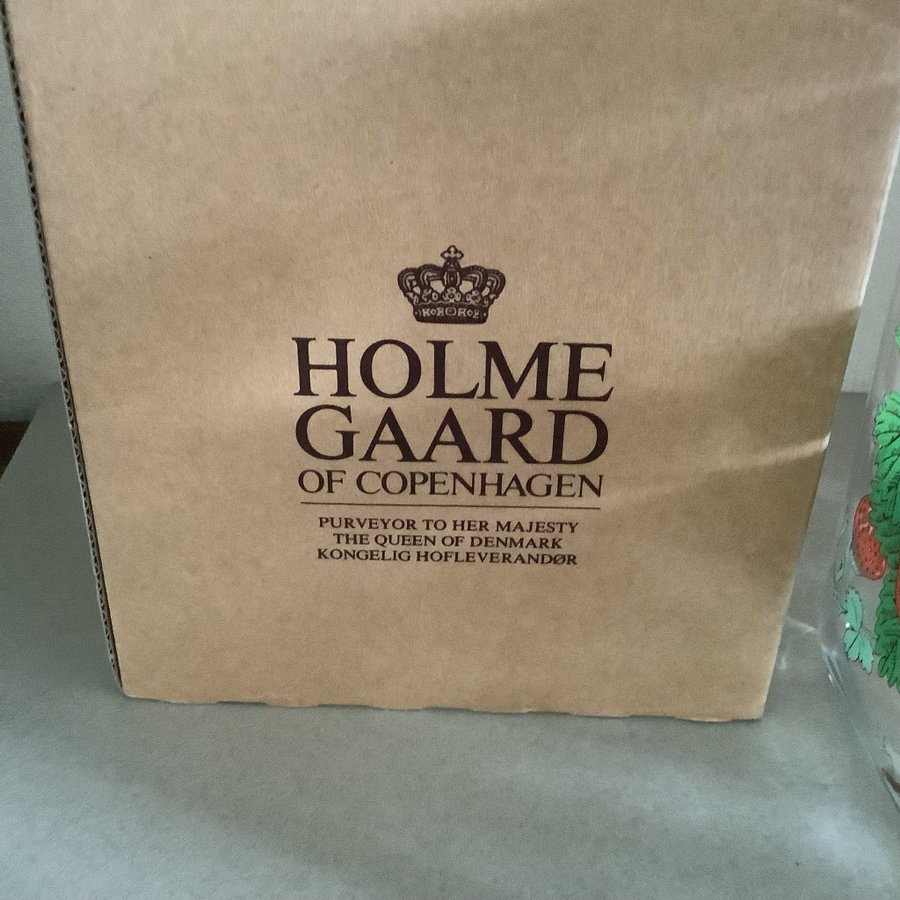 HOLME
GAARD
OF COPENHAGEN
PURVEYOR TO HER MAJESTY
THE QUEEN OF DENMARK
KONGELIG HOFLEVERANDØR